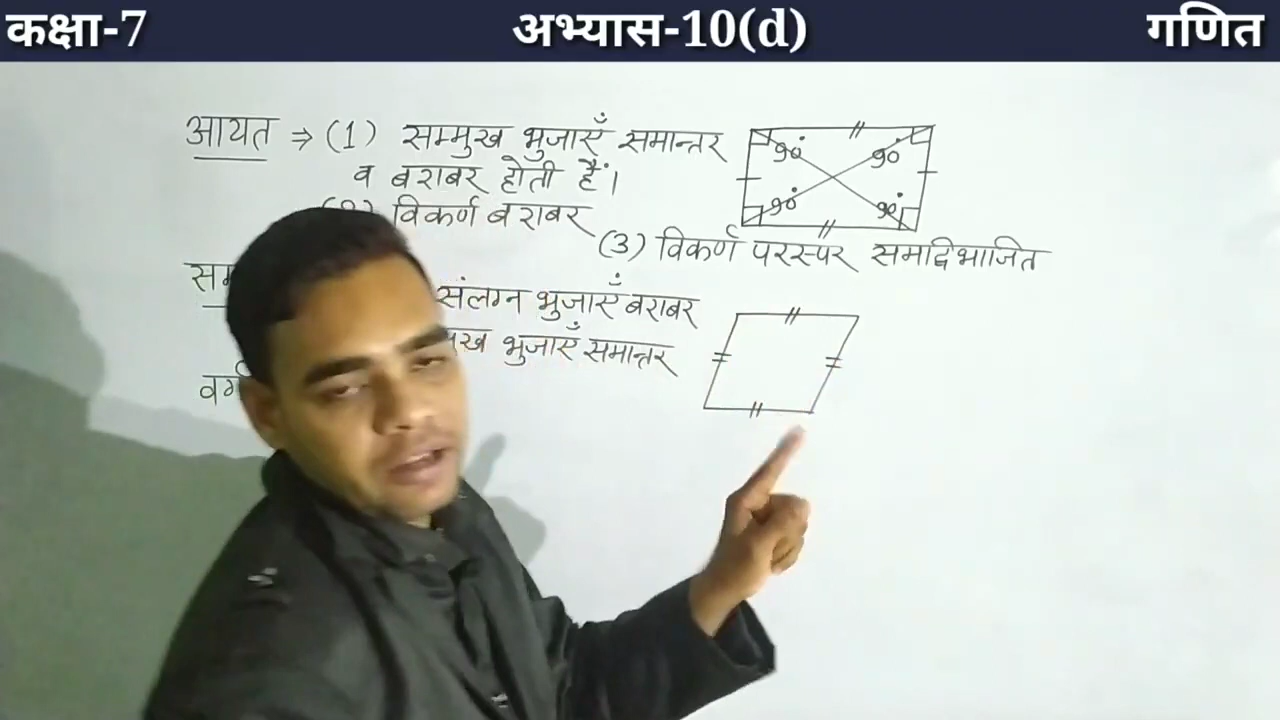 कक्षा-7 अभ्यास-10(d) गणित
आयत ⇒ (1) सम्मुख भुजाएँ समान्तर
व बराबर होती हैं।
विकर्ण बराबर
(3) विकर्ण परस्पर समद्विभाजित
संलग्न भुजाएँ बराबर
भुजाएँ समान्तर
90°
90°
90°
90°